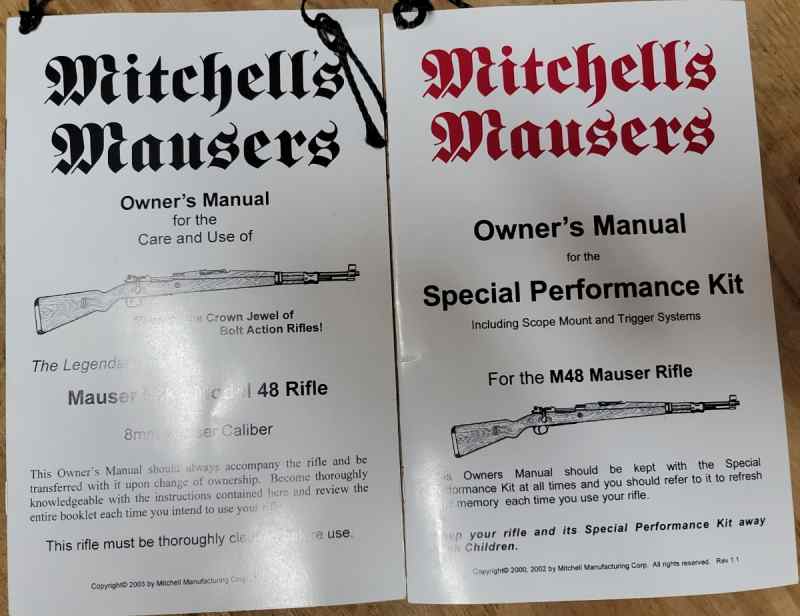 Mitchell's
Mausers
Owner's Manual
for the
Care and Use of
Crown Jewel of
Bolt Action Rifles!
The
Mauser 48 Rifle
8mm Caliber
This Owner's Manual should always accompany the rifle and be
transferred with it upon change of ownership. Become thoroughly
knowledgeable with the instructions contained here and review the
entire booklet each time you intend to use your
This rifle must be thoroughly use.
Copyright© 2003 by Mitchell Manufacturing Corp.
Mitchell's
Mausers
Owner's Manual
for the
Special Performance Kit
Including Scope Mount and Trigger Systems
For the M48 Mauser Rifle
Owners Manual should be kept with the Special
Kit at all times and you should refer to it to refresh
memory each time you use your rifle.
your rifle and its Special Performance Kit away
Children.
Copyright© 2000, 2002 by Mitchell Manufacturing Corp. All rights reserved. Rev 1.1